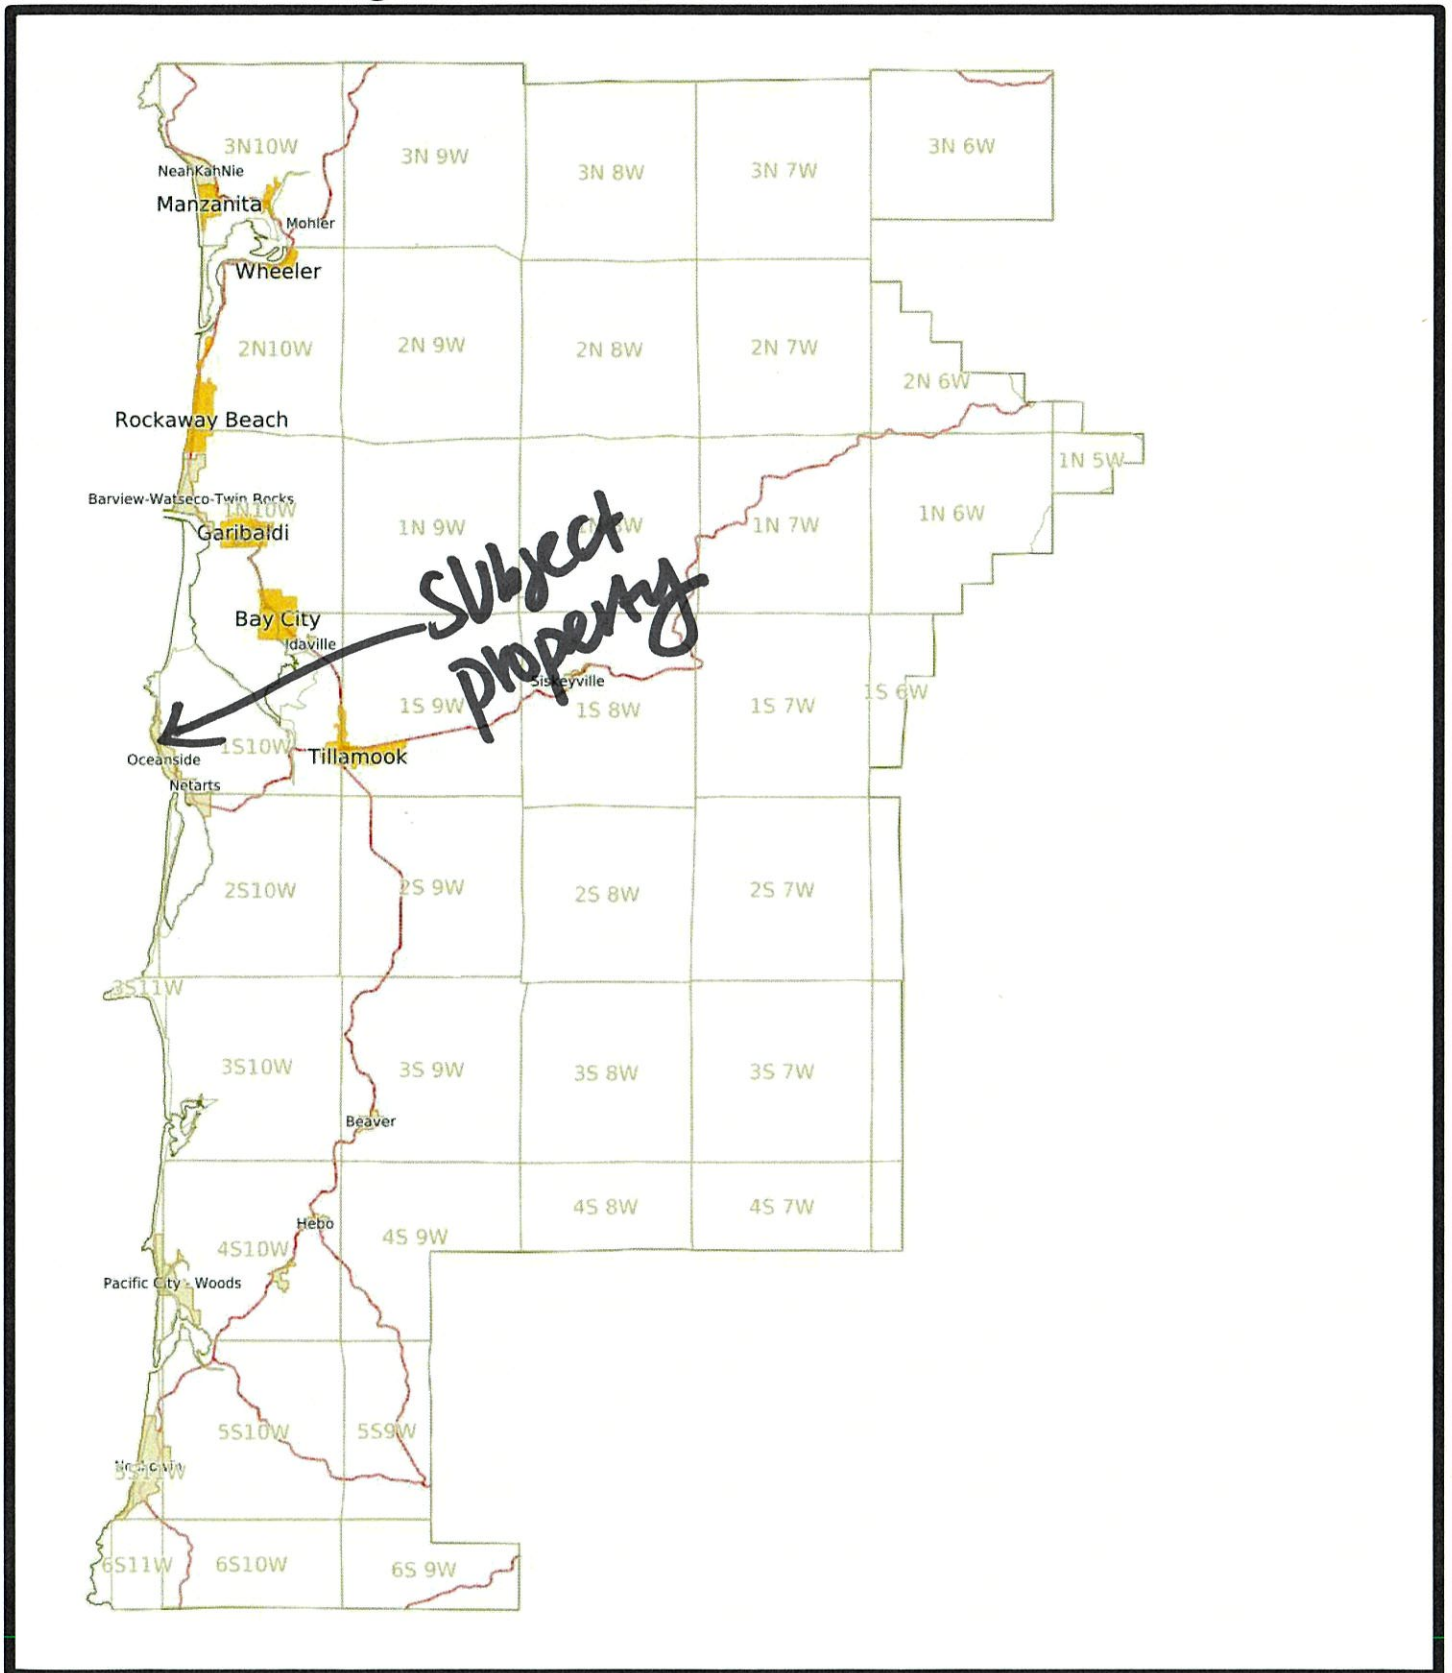 3N10W
3N 9W
3N 8W
3N 7W
3N 6W
NeahKahNie
Manzanita
Mohler
Wheeler
2N10W
2N 9W
2N 8W
2N 7W
2N 6W
Rockaway Beach
1N 5W
Barview-Watseco-Twin Rocks
1N10W
Garibaldi
1N 9W
1N 8W
1N 7W
1N 6W
Subject
property
Bay City
Idaville
Siskeyville
1S 9W
1S 8W
1S 7W
1S 6W
1S10W
Oceanside
Tillamook
Netarts
2S10W
2S 9W
2S 8W
2S 7W
3S11W
3S10W
3S 9W
3S 8W
3S 7W
Beaver
4S 8W
4S 7W
Hebo
4S10W
4S 9W
Pacific City - Woods
5S10W
5S9W
5S11W
6S11W
6S10W
6S 9W